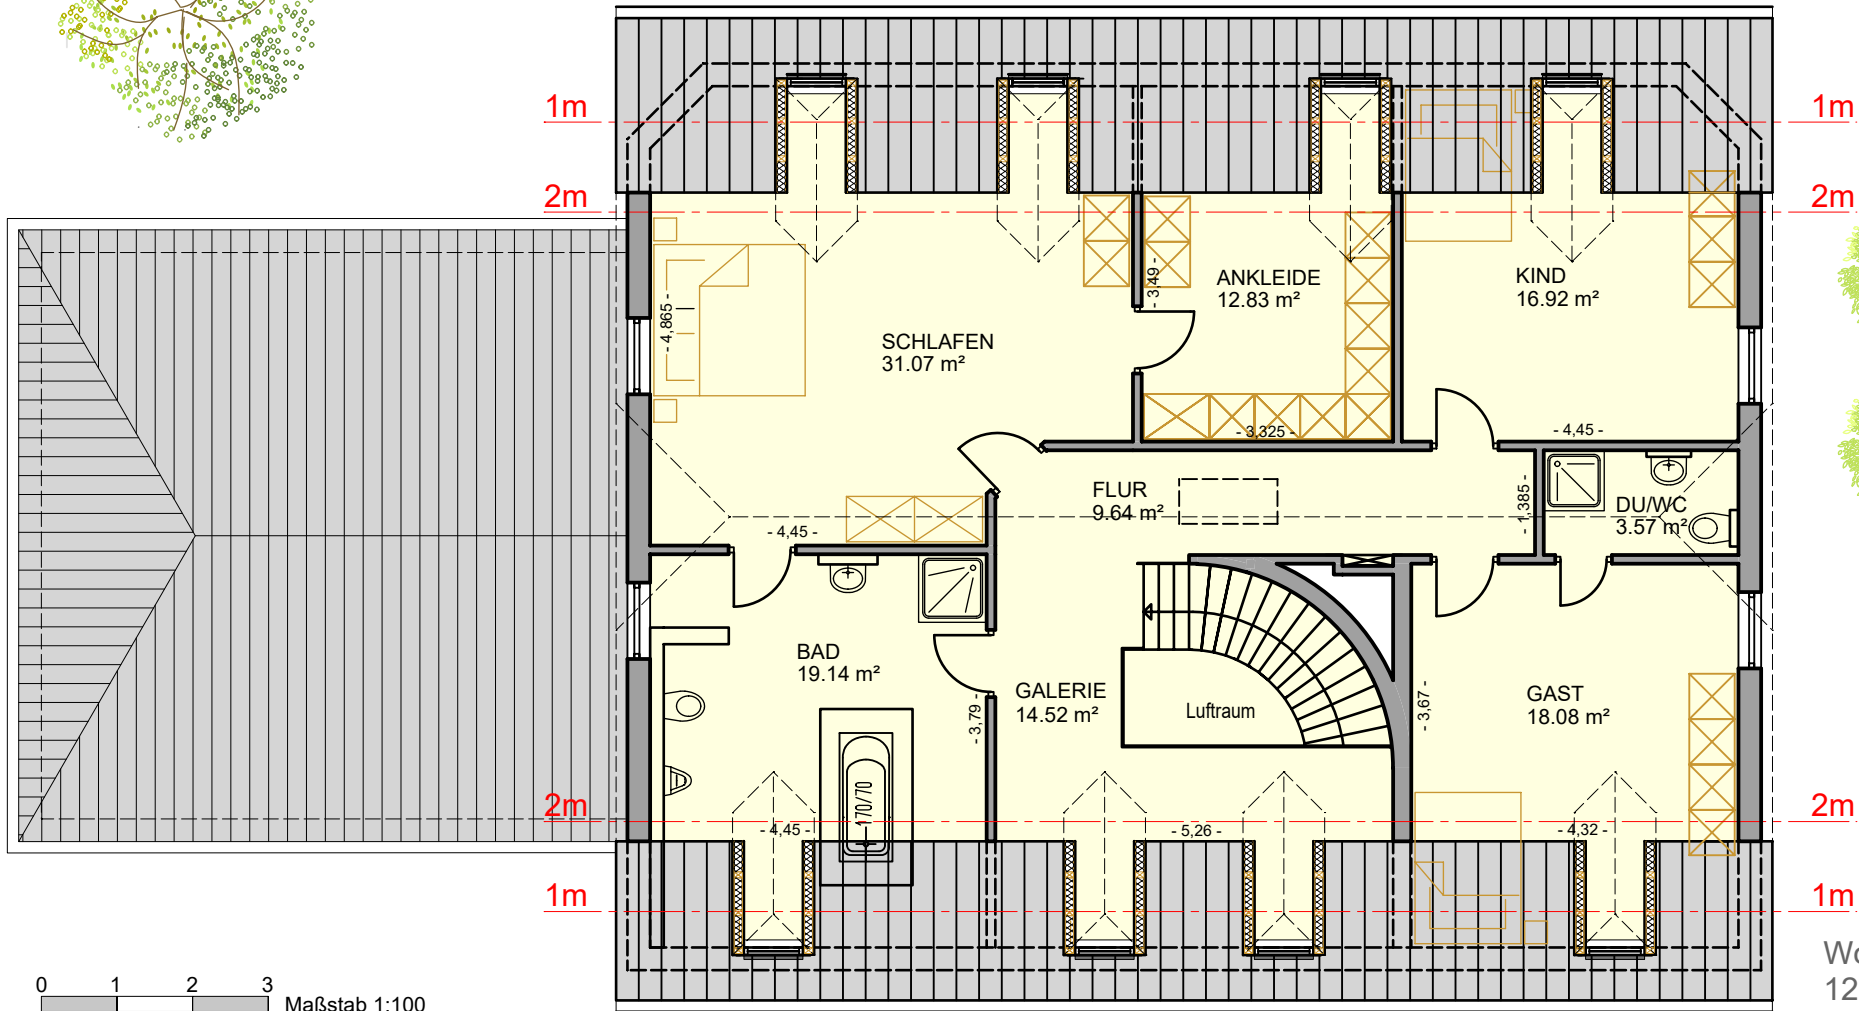 1m
1m
2m
2m
ANKLEIDE
12.83 m²
KIND
16.92 m²
- 3,49 -
- 4,865 -
SCHLAFEN
31.07 m²
- 3,325 -
- 4,45 -
FLUR
9.64 m²
- 1,385 -
DU/WC
3.57 m²
- 4,45 -
BAD
19.14 m²
GALERIE
14.52 m²
- 3,79 -
Luftraum
- 3,67 -
GAST
18.08 m²
170/70
2m
2m
- 4,45 -
- 5,26 -
- 4,32 -
1m
1m
Wo
12
0 1 2 3
Maßstab 1:100